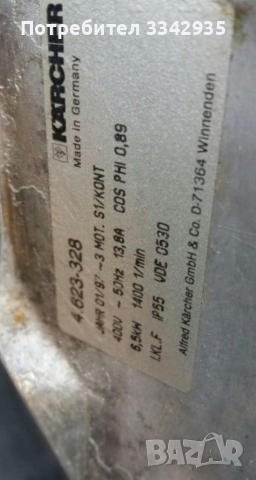 Потребител 3342935
KÄRCHER
Made in Germany
4.623-328
JAHR 01/97 ~3 MOT. S1/KONT
400V ~ 50Hz 13,8A COS PHI 0,89
6,5kW 1400 1/min
I.KL.F IP55 VDE 0530
Alfred Kärcher GmbH & Co. D-71364 Winnenden
BAZAR